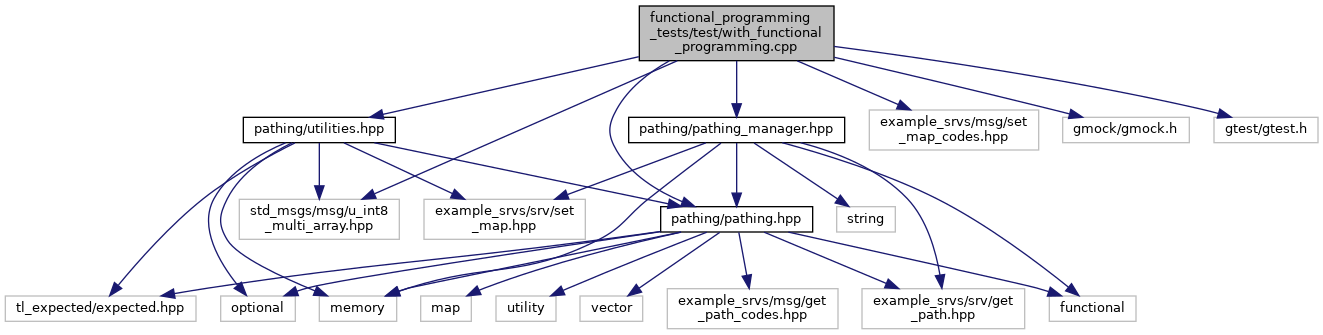 functional_programming
_tests/test/with_functional
_programming.cpp
pathing/utilities.hpp
pathing/pathing_manager.hpp
example_srvs/msg/set
_map_codes.hpp
gmock/gmock.h
gtest/gtest.h
std_msgs/msg/u_int8
_multi_array.hpp
example_srvs/srv/set
_map.hpp
pathing/pathing.hpp
string
tl_expected/expected.hpp
optional
memory
map
utility
vector
example_srvs/msg/get
_path_codes.hpp
example_srvs/srv/get
_path.hpp
functional